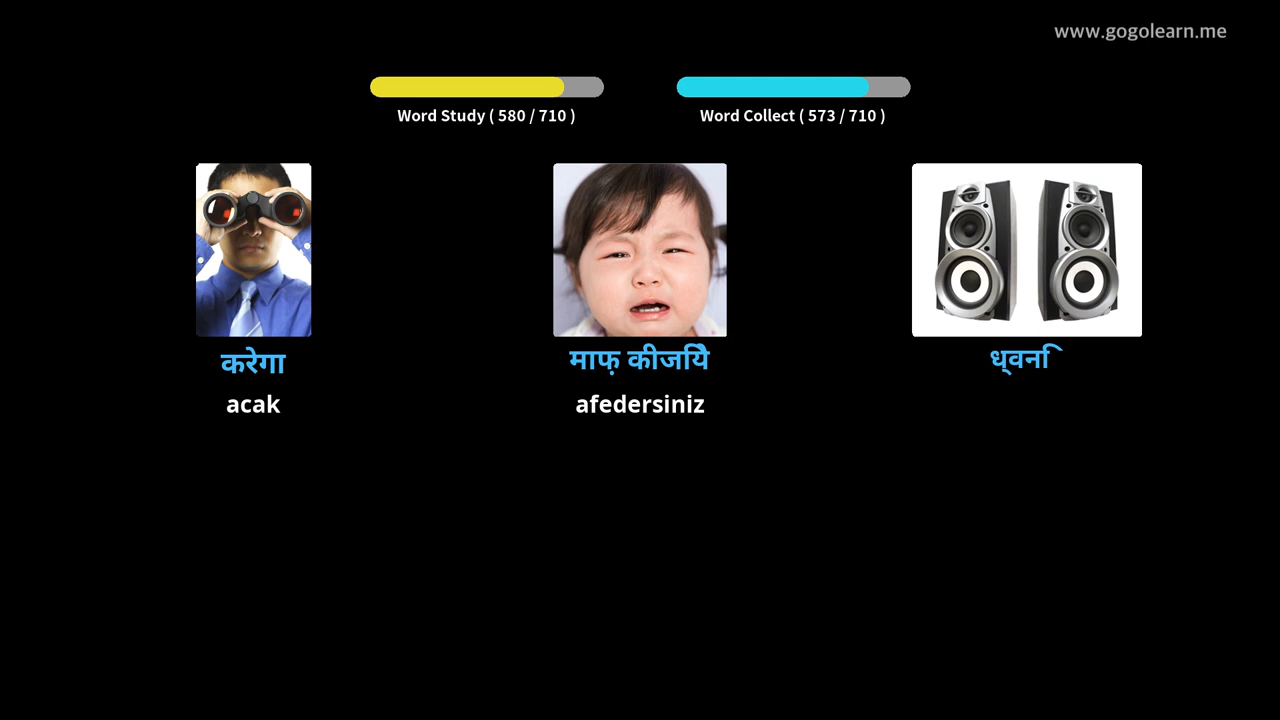 www.gogolearn.me
Word Study ( 580 / 710 )
Word Collect ( 573 / 710 )
करेगा
माफ़ कीजिये
ध्वनि
acak
afedersiniz